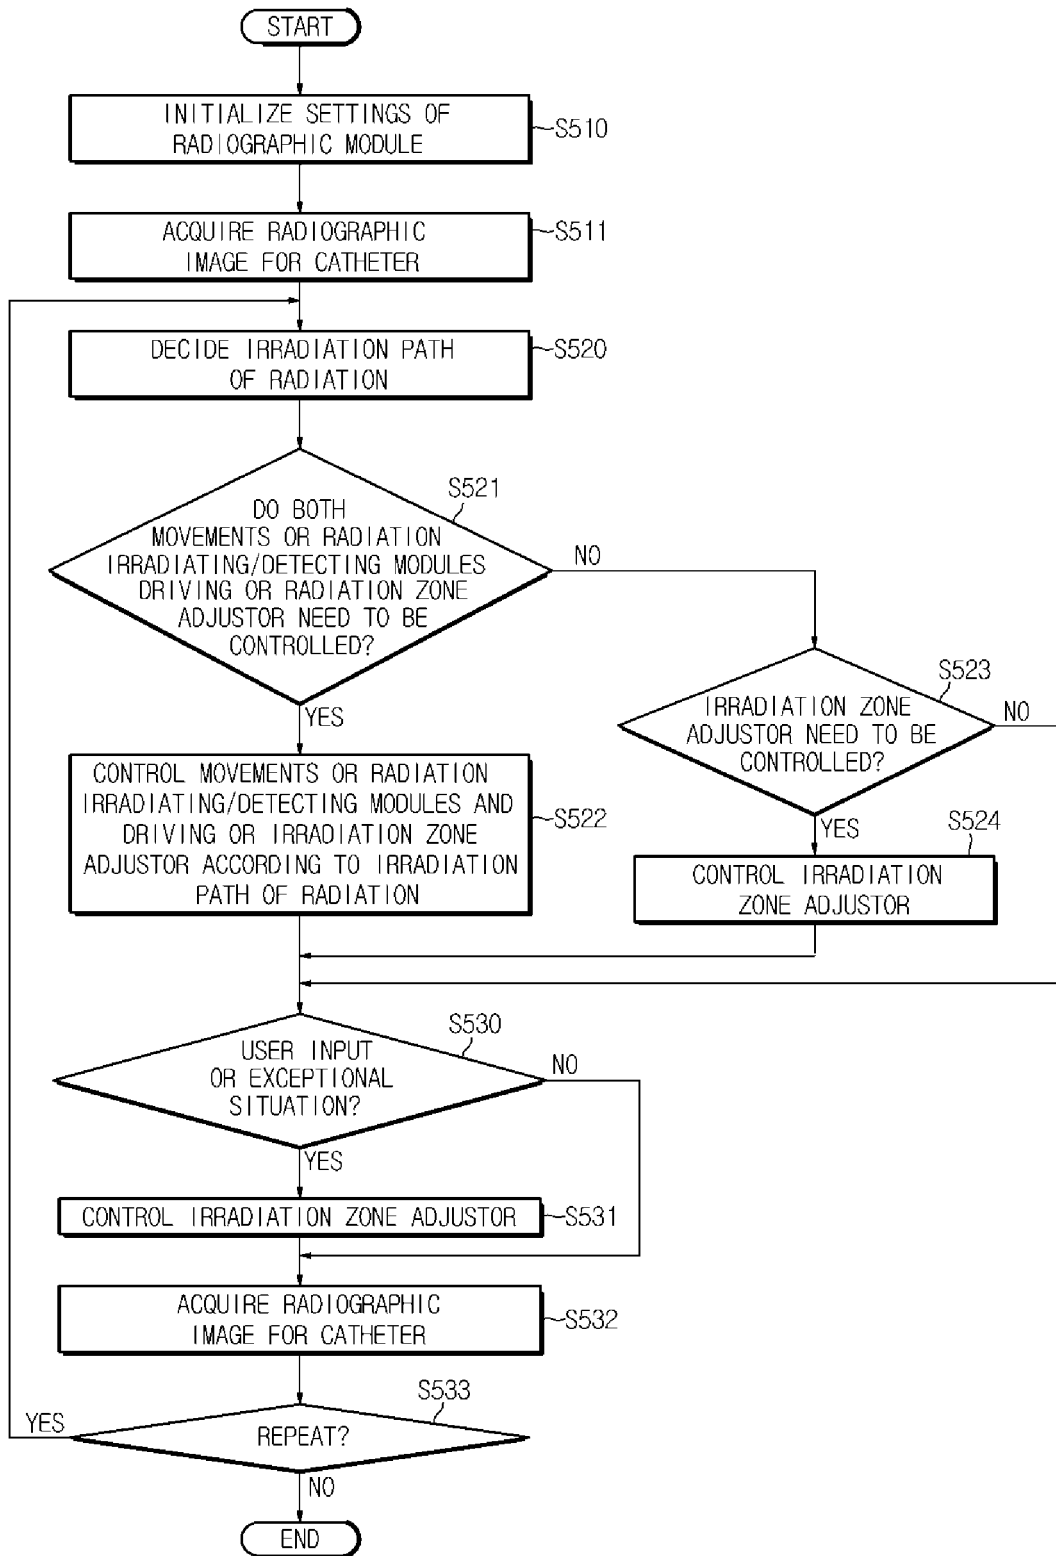 START
INITIALIZE SETTINGS OF
RADIOGRAPHIC MODULE
S510
ACQUIRE RADIOGRAPHIC
IMAGE FOR CATHETER
S511
DECIDE IRRADIATION PATH
OF RADIATION
S520
S521
DO BOTH
MOVEMENTS OR RADIATION
IRRADIATING/DETECTING MODULES
DRIVING OR RADIATION ZONE
ADJUSTOR NEED TO BE
CONTROLLED?
NO
YES
S523
IRRADIATION ZONE
ADJUSTOR NEED TO BE
CONTROLLED?
NO
YES
CONTROL MOVEMENTS OR RADIATION
IRRADIATING/DETECTING MODULES AND
DRIVING OR IRRADIATION ZONE
ADJUSTOR ACCORDING TO IRRADIATION
PATH OF RADIATION
S522
S524
CONTROL IRRADIATION
ZONE ADJUSTOR
S530
USER INPUT
OR EXCEPTIONAL
SITUATION?
NO
YES
CONTROL IRRADIATION ZONE ADJUSTOR
S531
ACQUIRE RADIOGRAPHIC
IMAGE FOR CATHETER
S532
S533
YES
REPEAT?
NO
END